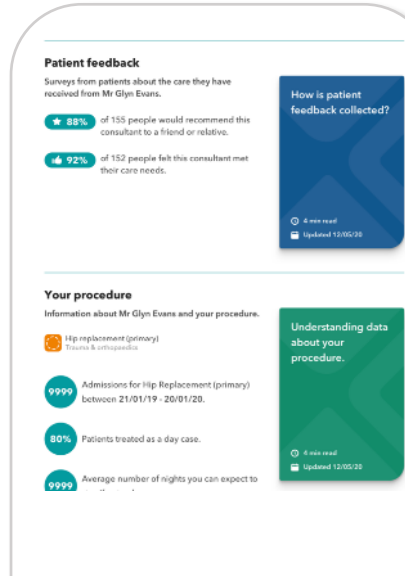 Patient feedback
Surveys from patients about the care they have
received from Mr Glyn Evans.
88% of 155 people would recommend this
consultant to a friend or relative.
92% of 152 people felt this consultant met
their care needs.
How is patient
feedback collected?
4 min read
Updated 12/05/20
Your procedure
Information about Mr Glyn Evans and your procedure.
Hip replacement (primary)
Trauma & orthopaedics
9999 Admissions for Hip Replacement (primary)
between 21/01/19 - 20/01/20.
80% Patients treated as a day case.
9999 Average number of nights you can expect to
Understanding data
about your
procedure.
4 min read
Updated 12/05/20